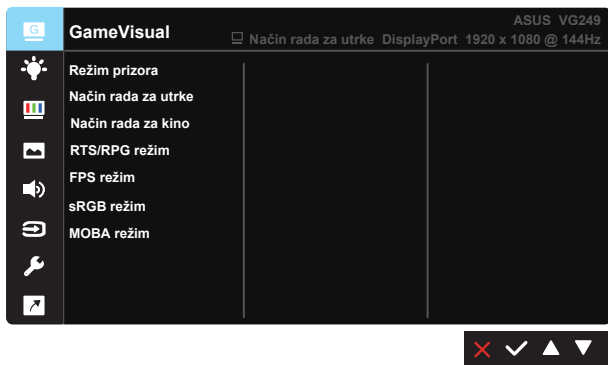 G
GameVisual
ASUS VG249
Način rada za utrke DisplayPort 1920 x 1080 @ 144Hz
Režim prizora
Način rada za utrke
Način rada za kino
RTS/RPG režim
FPS režim
sRGB režim
MOBA režim